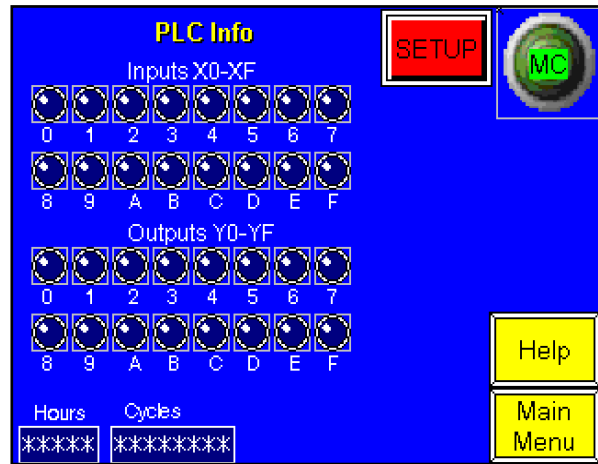 PLC Info
SETUP
MC
Inputs X0-XF
0 1 2 3 4 5 6 7
8 9 A B C D E F
Outputs Y0-YF
0 1 2 3 4 5 6 7
8 9 A B C D E F
Help
Hours Cycles
***** ********
Main
Menu